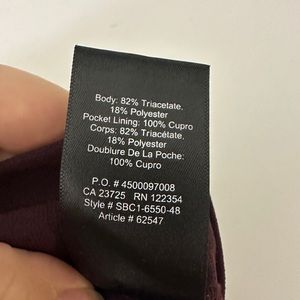 Body: 82% Triacetate.
18% Polyester
Pocket Lining: 100% Cupro
Corps: 82% Triacétate.
18% Polyester
Doublure De La Poche:
100% Cupro
P.O. # 4500097008
CA 23725 RN 122354
Style # SBC1-6550-48
Article # 62547